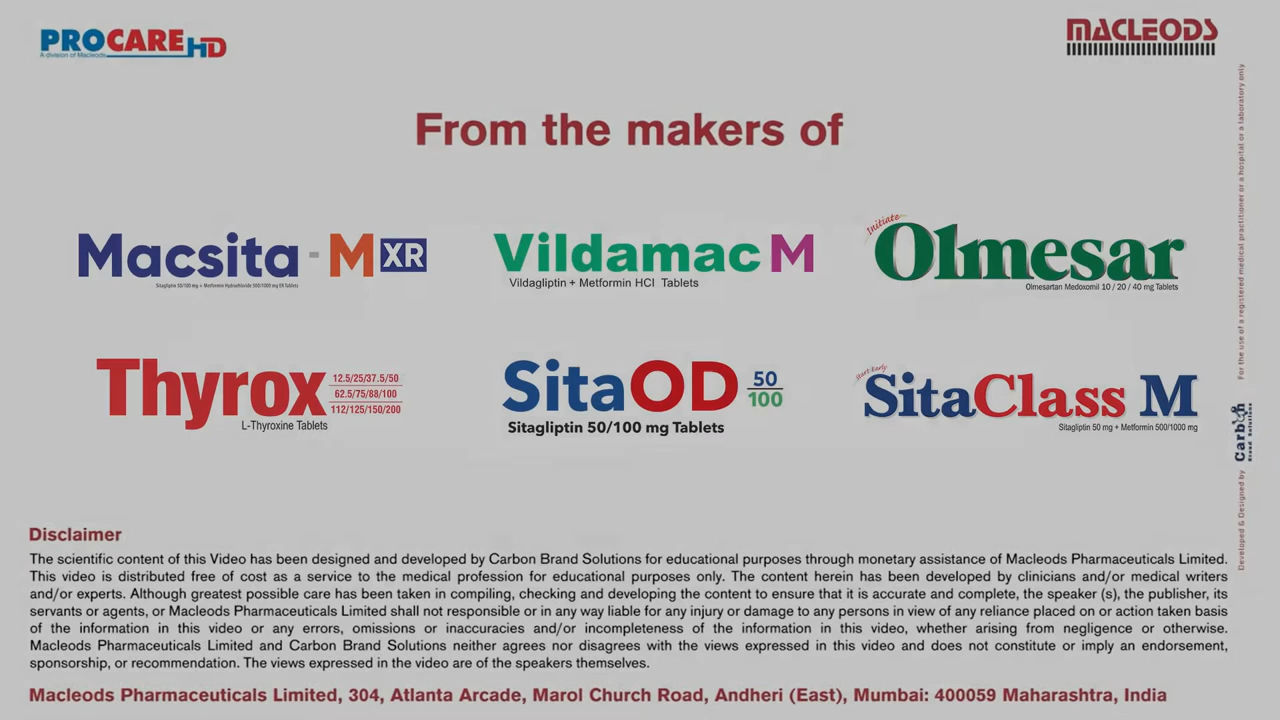 PROCARE HD
A division of Macleods
MACLEODS
From the makers of
Macsita - M XR
Sitagliptin 50/100 mg + Metformin Hydrochloride 500/1000 mg ER Tablets
Vildamac M
Vildagliptin + Metformin HCl Tablets
Initiate
Olmesar
Olmesartan Medoxomil 10 / 20 / 40 mg Tablets
Thyrox
12.5/25/37.5/50
62.5/75/88/100
112/125/150/200
L-Thyroxine Tablets
SitaOD 50
100
Sitagliptin 50/100 mg Tablets
Start Early
SitaClass M
Sitagliptin 50 mg + Metformin 500/1000 mg
For the use of a registered medical practitioner or a hospital or a laboratory only
Developed & Designed by
Carbon
Brand Solutions
Disclaimer
The scientific content of this Video has been designed and developed by Carbon Brand Solutions for educational purposes through monetary assistance of Macleods Pharmaceuticals Limited.
This video is distributed free of cost as a service to the medical profession for educational purposes only. The content herein has been developed by clinicians and/or medical writers
and/or experts. Although greatest possible care has been taken in compiling, checking and developing the content to ensure that it is accurate and complete, the speaker (s), the publisher, its
servants or agents, or Macleods Pharmaceuticals Limited shall not responsible or in any way liable for any injury or damage to any persons in view of any reliance placed on or action taken basis
of the information in this video or any errors, omissions or inaccuracies and/or incompleteness of the information in this video, whether arising from negligence or otherwise.
Macleods Pharmaceuticals Limited and Carbon Brand Solutions neither agrees nor disagrees with the views expressed in this video and does not constitute or imply an endorsement,
sponsorship, or recommendation. The views expressed in the video are of the speakers themselves.
Macleods Pharmaceuticals Limited, 304, Atlanta Arcade, Marol Church Road, Andheri (East), Mumbai: 400059 Maharashtra, India